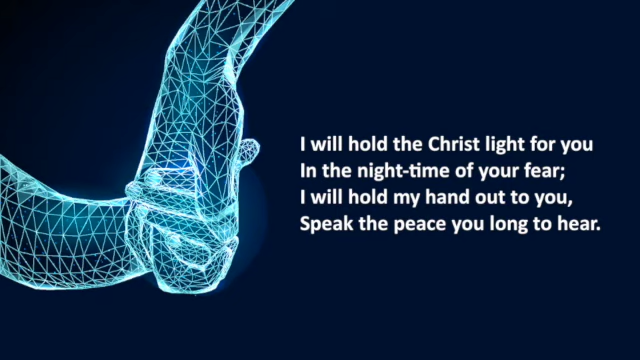 I will hold the Christ light for you
In the night-time of your fear;
I will hold my hand out to you,
Speak the peace you long to hear.